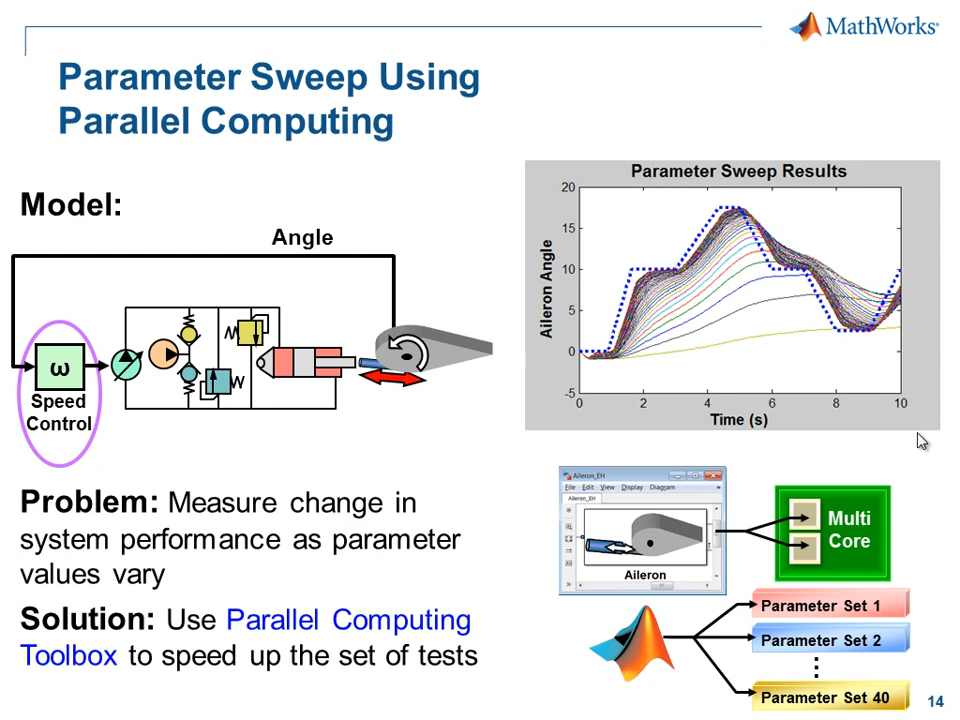 MathWorks®
Parameter Sweep Using
Parallel Computing
Model:
Angle
ω
Speed
Control
Problem: Measure change in
system performance as parameter
values vary
Solution: Use Parallel Computing
Toolbox to speed up the set of tests
Parameter Sweep Results
Aileron Angle
20
15
10
5
0
-5
0 2 4 6 8 10
Time (s)
Aileron_EH
File Edit View Display Diagram »
Aileron_EH
Aileron
Multi
Core
Parameter Set 1
Parameter Set 2
⋮
Parameter Set 40
14